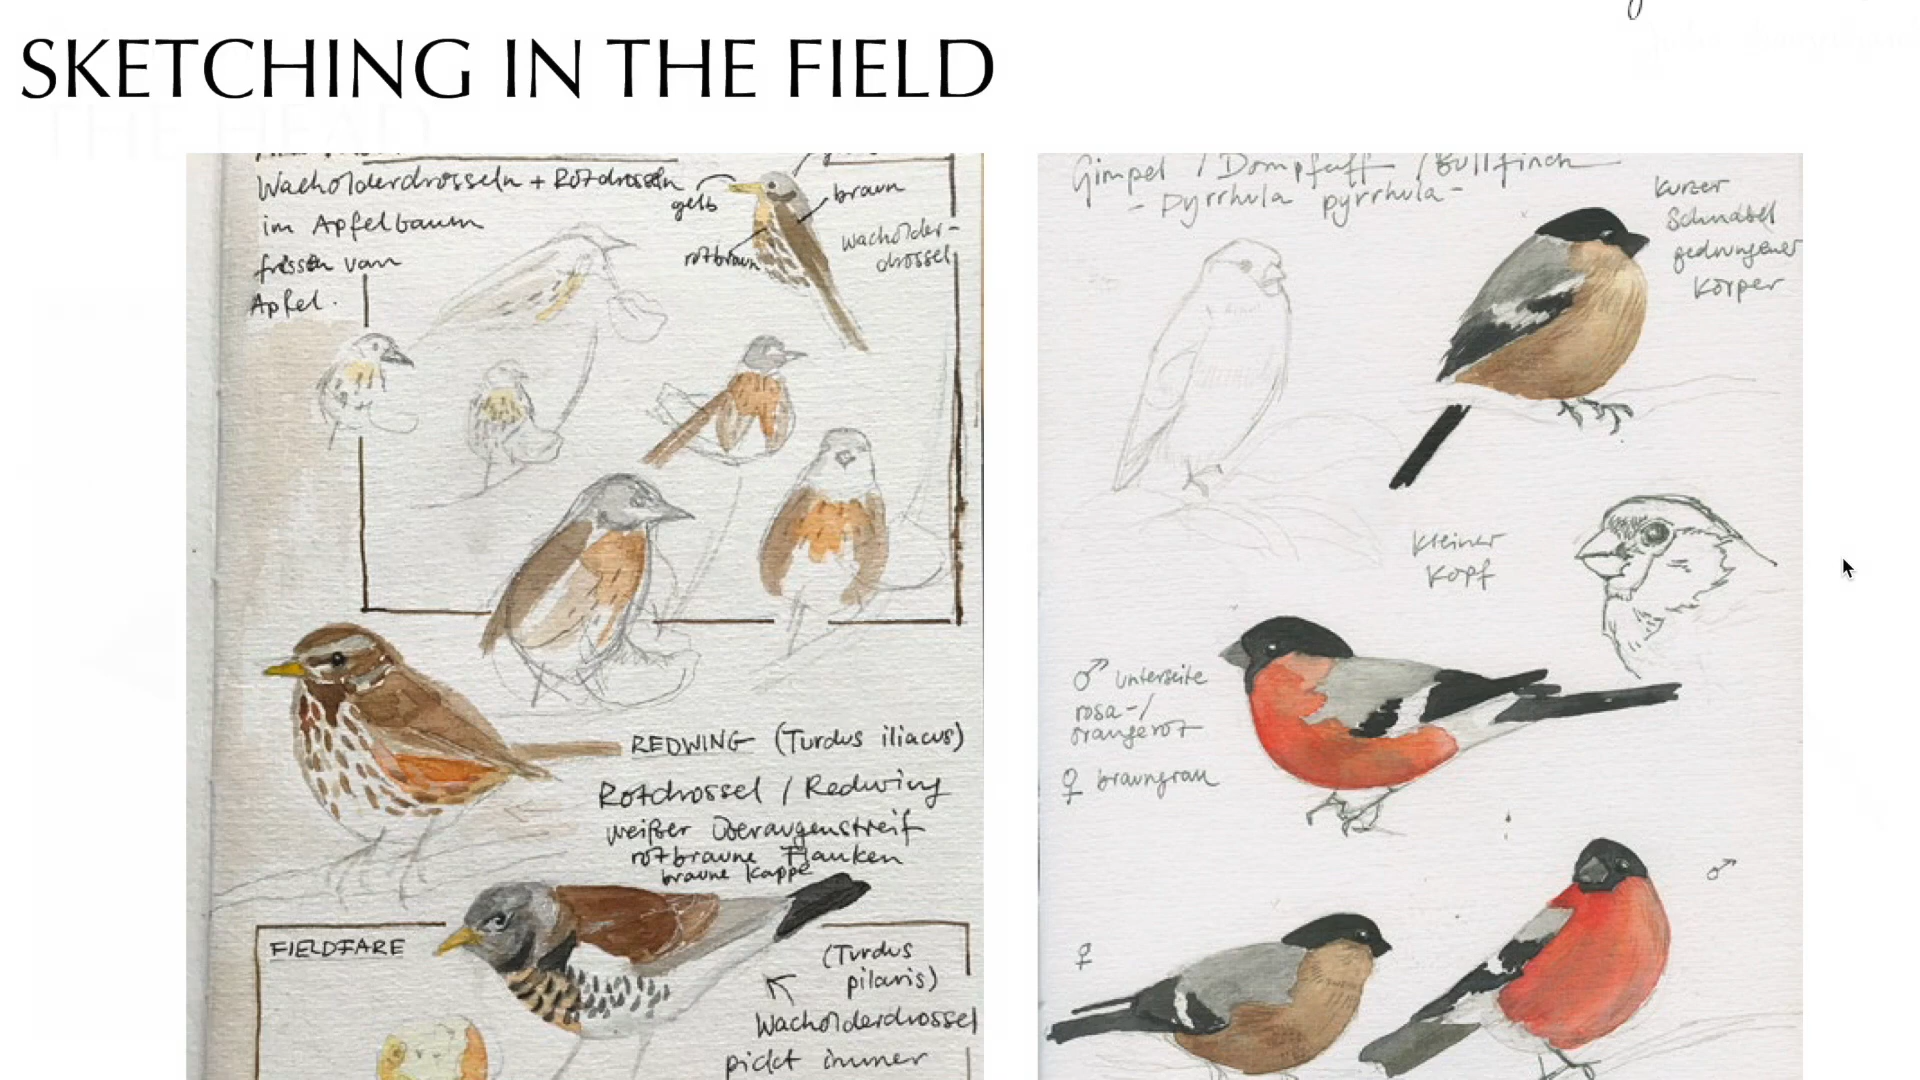 SKETCHING IN THE FIELD
Wacholderdrosseln + Rotdrosseln
im Apfelbaum
fressen vom
Apfel.
gelb
braun
rotbraun
Wacholder-
drossel
REDWING (Turdus iliacus)
Rotdrossel / Redwing
weißer Überaugenstreif
rotbraune Flanken
braune Kappe
FIELDFARE
(Turdus
pilaris)
Wacholderdrossel
pickt immer
Gimpel / Dompfaff / Bullfinch
- Pyrrhula pyrrhula -
kurzer
Schnabel
gedrungener
Körper
kleiner
Kopf
♂ unterseite
rosa-/
orangerot
♀ braungrau
♂
♀